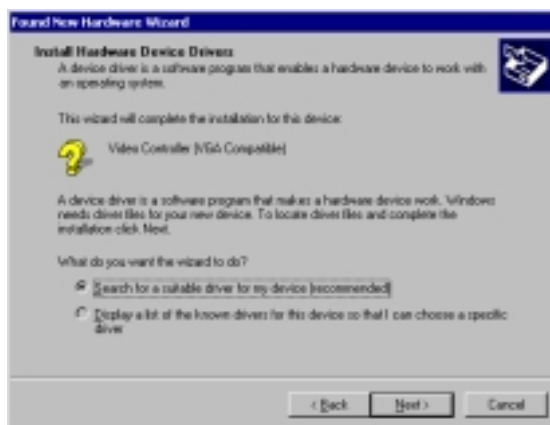 Found New Hardware Wizard
Install Hardware Device Drivers
A device driver is a software program that enables a hardware device to work with
an operating system.
This wizard will complete the installation for this device:
Video Controller (VGA Compatible)
A device driver is a software program that makes a hardware device work. Windows
needs driver files for your new device. To locate driver files and complete the
installation click Next.
What do you want the wizard to do?
Search for a suitable driver for my device (recommended)
Display a list of the known drivers for this device so that I can choose a specific
driver
< Back Next > Cancel